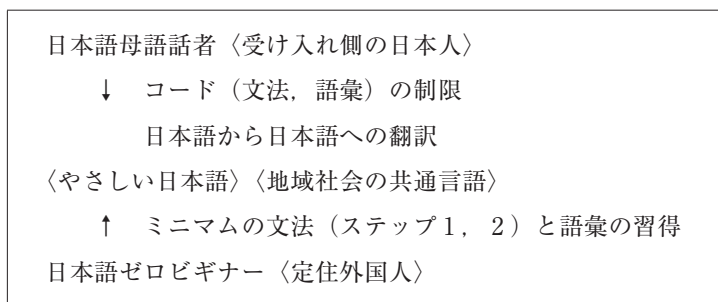 日本語母語話者〈受け入れ側の日本人〉
↓ コード（文法，語彙）の制限
日本語から日本語への翻訳
〈やさしい日本語〉〈地域社会の共通言語〉
↑ ミニマムの文法（ステップ１，２）と語彙の習得
日本語ゼロビギナー〈定住外国人〉